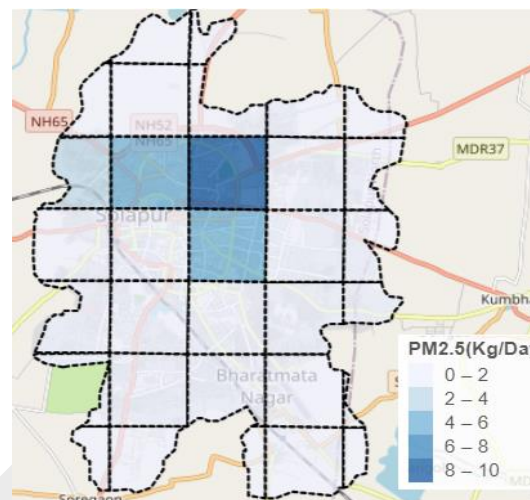 NH65
NH52
NH65
MDR37
Solapur
Kumbha
Bharatmata
Nagar
Soregaon
PM2.5(Kg/Da
0 – 2
2 – 4
4 – 6
6 – 8
8 – 10